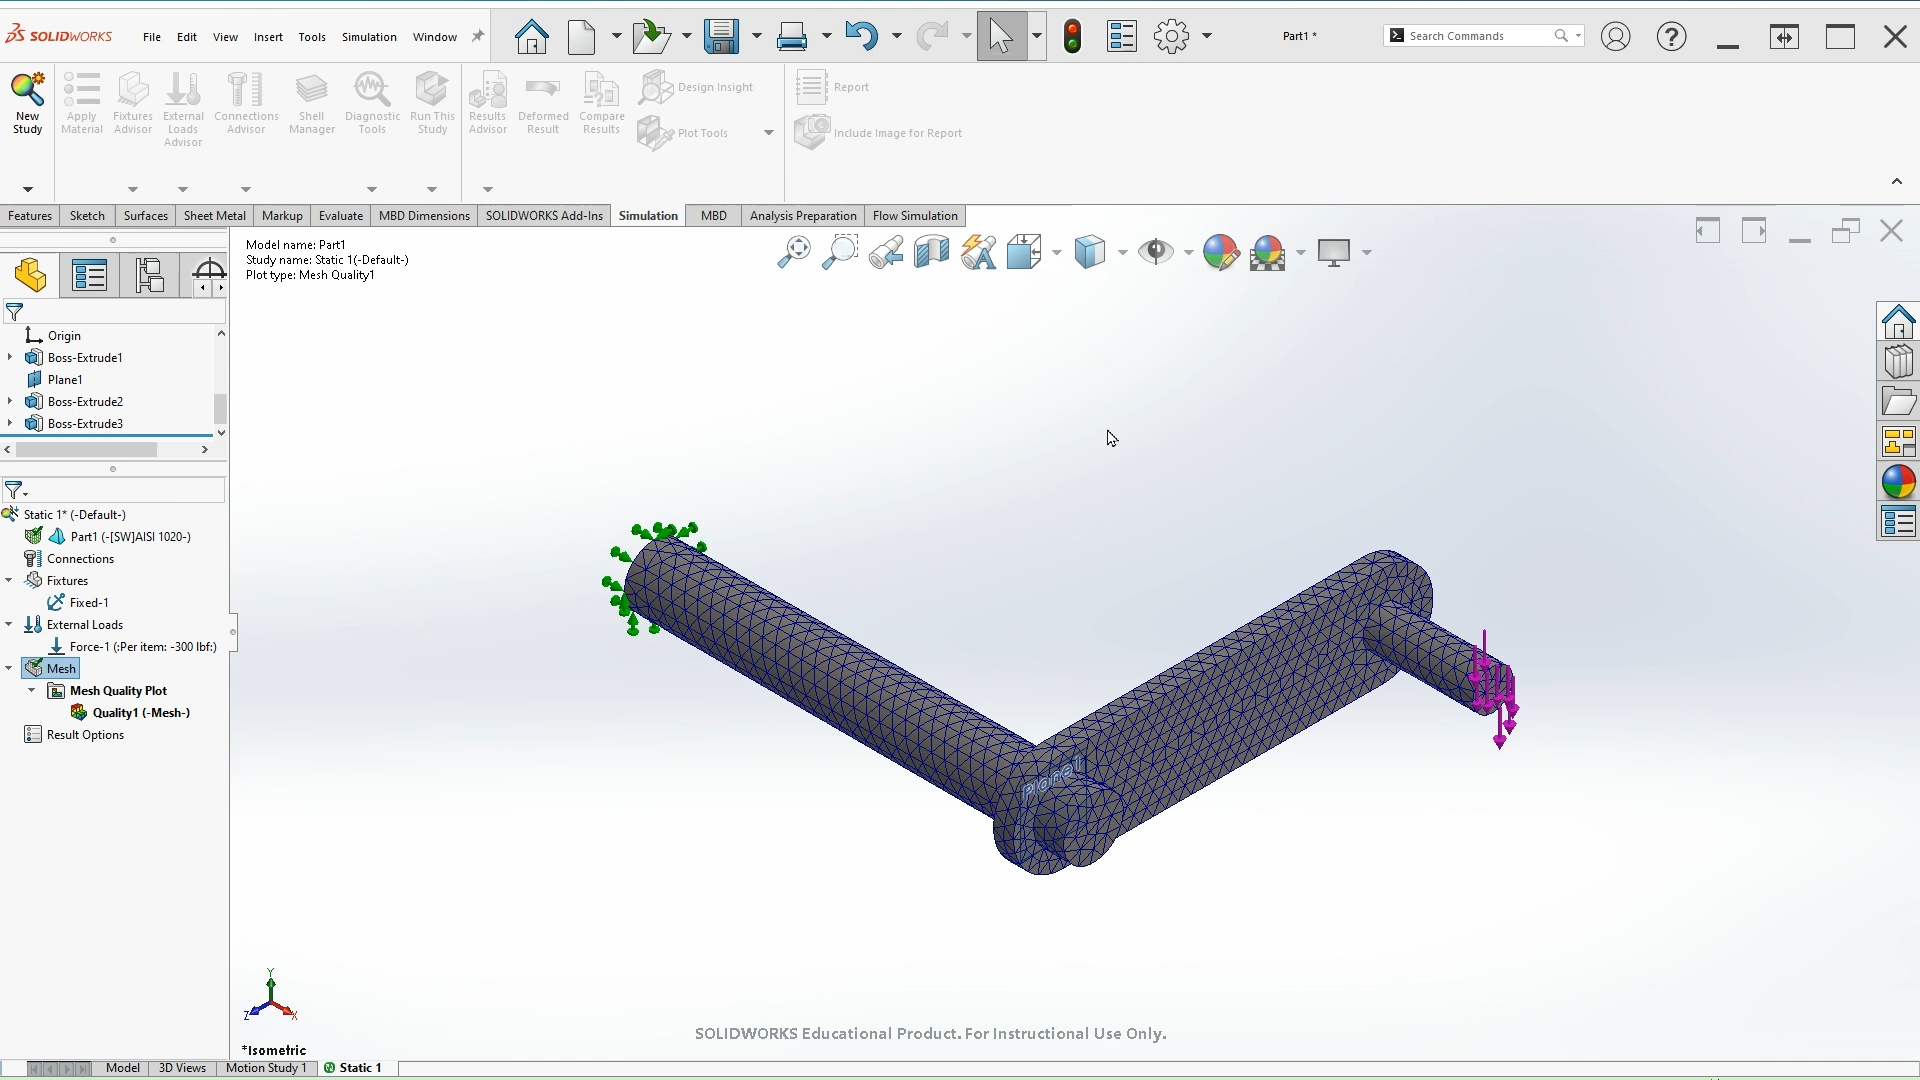 SOLIDWORKS File Edit View Insert Tools Simulation Window Part1 * Search Commands
New Study
Apply Material
Fixtures Advisor
External Loads Advisor
Connections Advisor
Shell Manager
Diagnostic Tools
Run This Study
Results Advisor
Deformed Result
Compare Results
Design Insight
Plot Tools
Report
Include Image for Report
Features Sketch Surfaces Sheet Metal Markup Evaluate MBD Dimensions SOLIDWORKS Add-Ins Simulation MBD Analysis Preparation Flow Simulation
Model name: Part1
Study name: Static 1(-Default-)
Plot type: Mesh Quality1
Origin
Boss-Extrude1
Plane1
Boss-Extrude2
Boss-Extrude3
Static 1* (-Default-)
Part1 (-[SW]AISI 1020-)
Connections
Fixtures
Fixed-1
External Loads
Force-1 (:Per item: -300 lbf:)
Mesh
Mesh Quality Plot
Quality1 (-Mesh-)
Result Options
Plane1
Y
Z
X
SOLIDWORKS Educational Product. For Instructional Use Only.
*Isometric
Model 3D Views Motion Study 1 Static 1